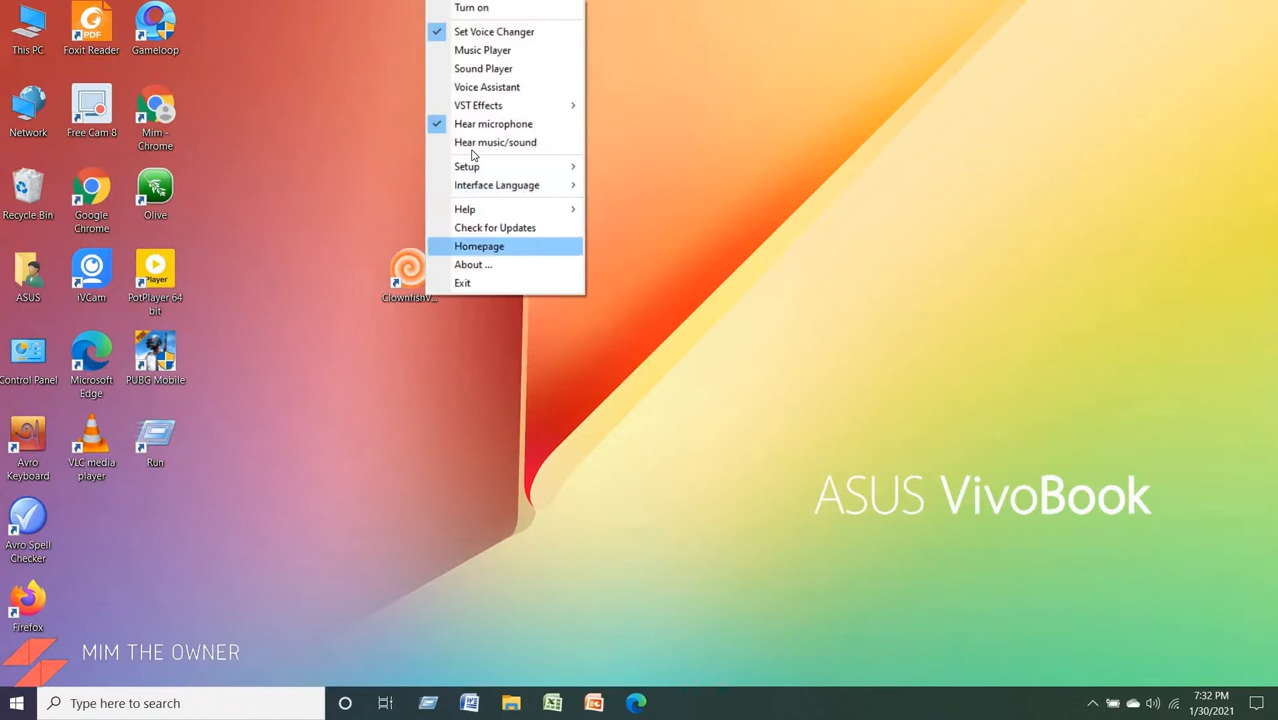 Turn on
Set Voice Changer
Music Player
Sound Player
Voice Assistant
VST Effects
Hear microphone
Hear music/sound
Setup
Interface Language
Help
Check for Updates
Homepage
About ...
Exit
This PC
Foxit Reader
Gameloop
Network
Free Cam 8
Mim -
Chrome
Recycle Bin
Google
Chrome
Olive
ASUS
iVCam
Player
PotPlayer 64
bit
ClownfishV...
Control Panel
Microsoft
Edge
PUBG Mobile
Avro
Keyboard
VLC media
player
Run
Avro Spell
Checker
Firefox
PDF
ASUS VivoBook
MIM THE OWNER
Type here to search
7:32 PM
1/30/2021